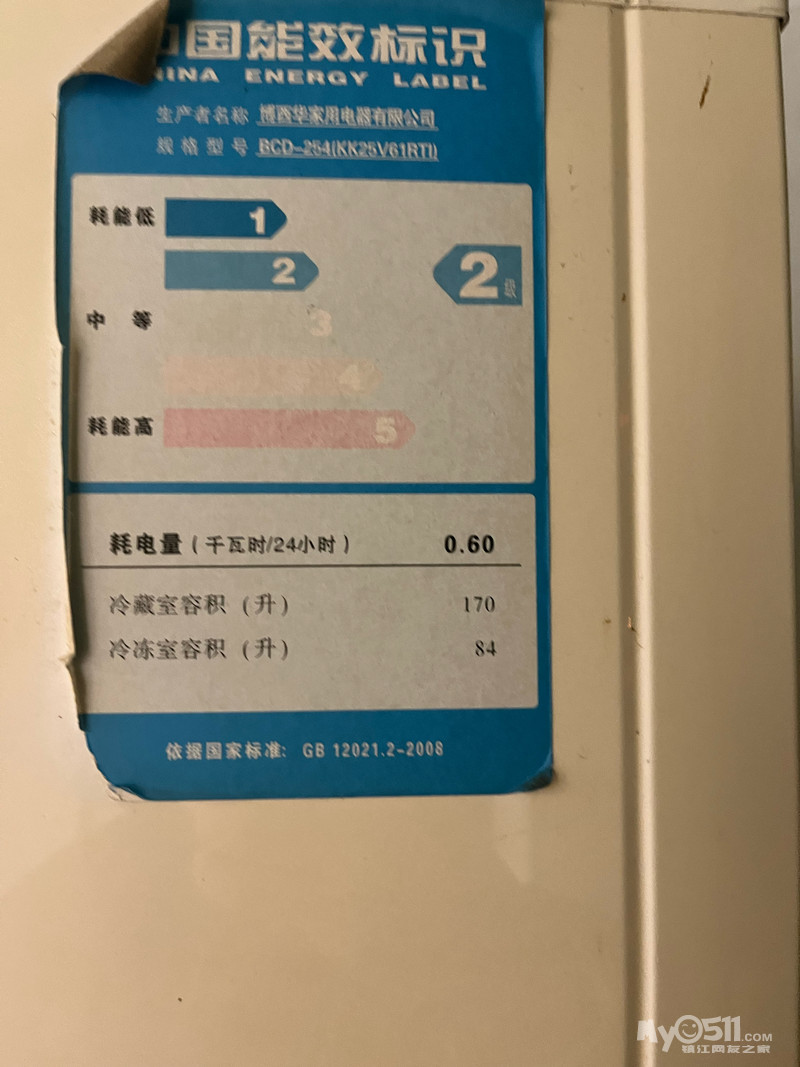 国能效标识
INA ENERGY LABEL
生产者名称 博西华家用电器有限公司
规格型号 BCD-254(KK25V61RTI)
耗能低 1
2
2级
中 等 3
4
耗能高 5
耗电量（千瓦时/24小时） 0.60
冷藏室容积（升） 170
冷冻室容积（升） 84
依据国家标准: GB 12021.2-2008
My0511.COM
镇江网友之家